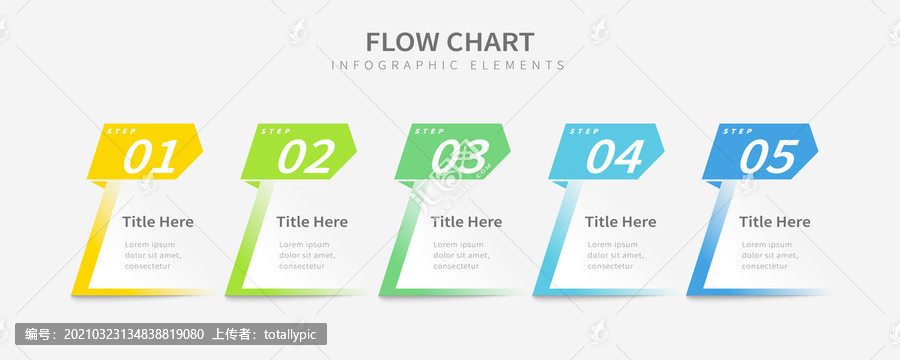 FLOW CHART
INFOGRAPHIC ELEMENTS
STEP
01
Title Here
Lorem ipsum
dolor sit amet,
consectetur
STEP
02
Title Here
Lorem ipsum
dolor sit amet,
consectetur
STEP
03
Title Here
Lorem ipsum
dolor sit amet,
consectetur
STEP
04
Title Here
Lorem ipsum
dolor sit amet,
consectetur
STEP
05
Title Here
Lorem ipsum
dolor sit amet,
consectetur
编号：20210323134838819080 上传者：totallypic